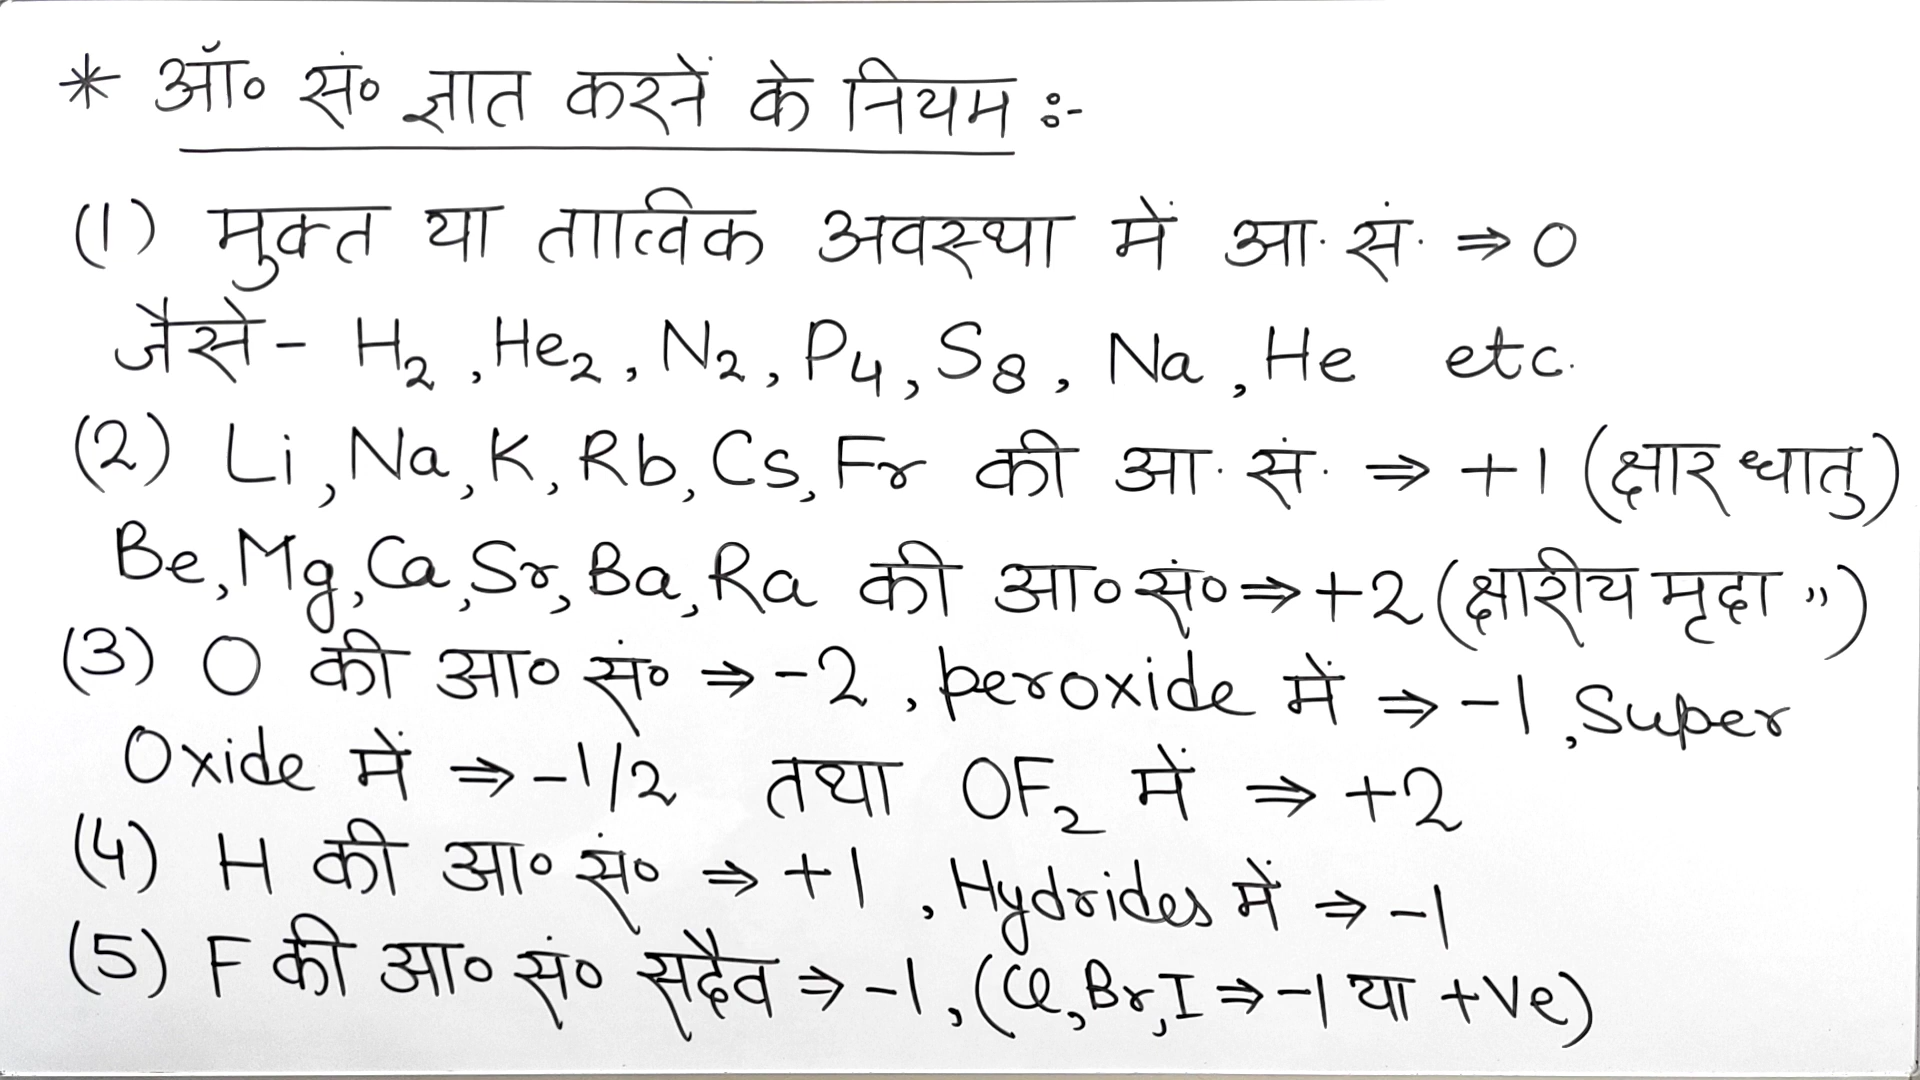 * ऑ० सं० ज्ञात करनें के नियम :-
(1) मुक्त या तात्विक अवस्था में आ. सं. ⇒ 0
जैसे - H₂, He₂, N₂, P₄, S₈, Na, He etc.
(2) Li, Na, K, Rb, Cs, Fr की आ. सं. ⇒ +1 (क्षार धातु)
Be, Mg, Ca, Sr, Ba, Ra की आ० सं० ⇒ +2 (क्षारीय मृदा ")
(3) O की आ० सं० ⇒ -2, peroxide में ⇒ -1, Super
Oxide में ⇒ -1/2 तथा OF₂ में ⇒ +2
(4) H की आ० सं० ⇒ +1, Hydrides में ⇒ -1
(5) F की आ० सं० सदैव ⇒ -1, (Cl, Br, I ⇒ -1 या +ve)